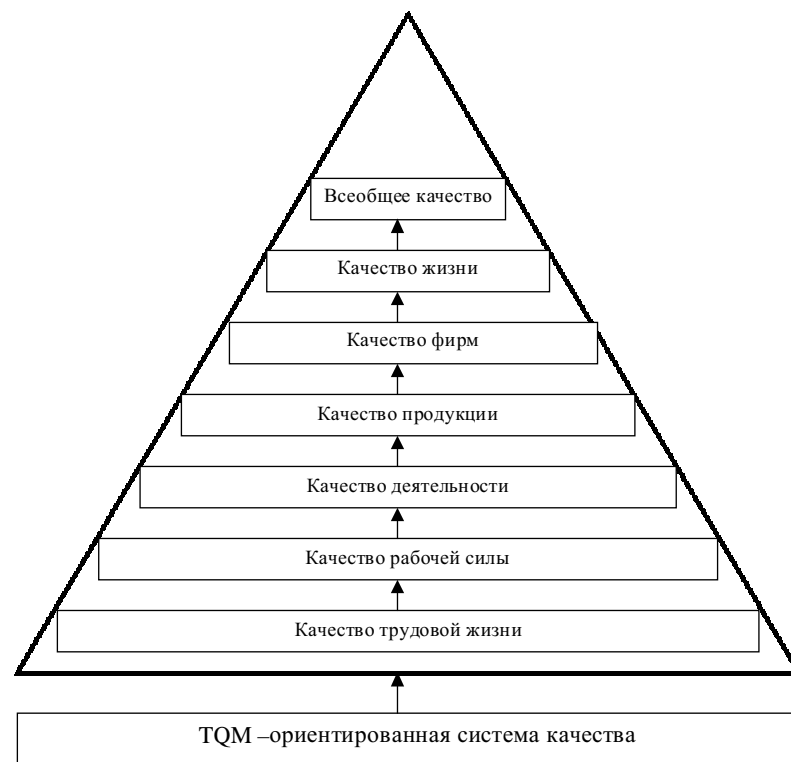 Всеобщее качество
Качество жизни
Качество фирм
Качество продукции
Качество деятельности
Качество рабочей силы
Качество трудовой жизни
TQM –ориентированная система качества